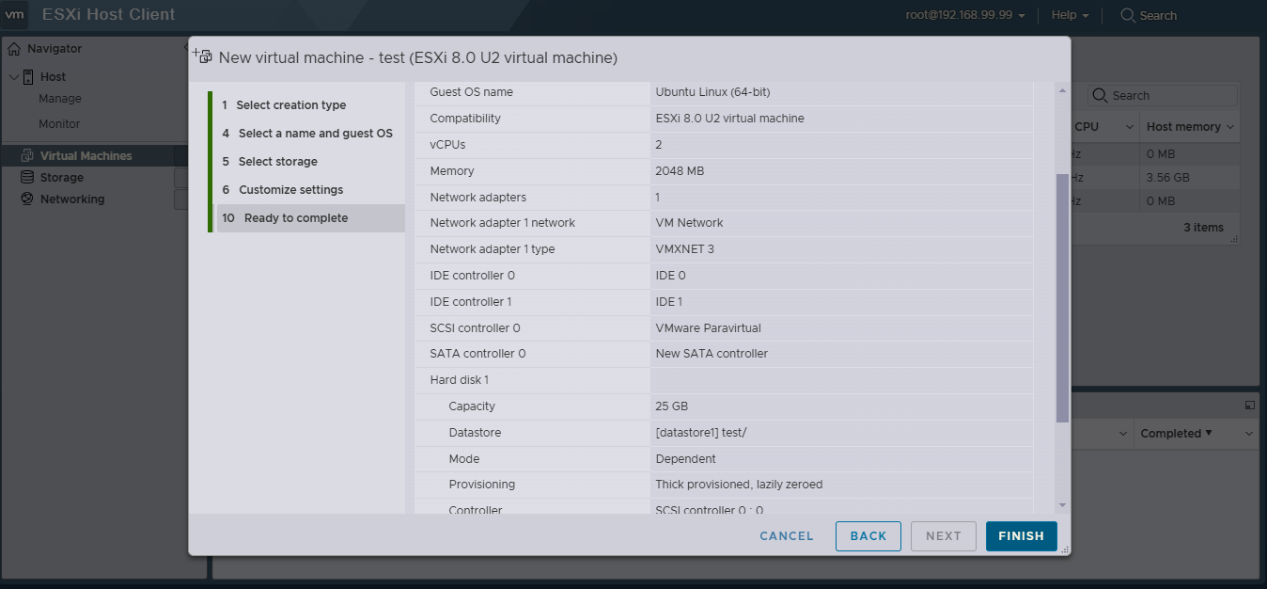 vm ESXi Host Client
root@192.168.99.99 Help Search
Navigator
Host
Manage
Monitor
Virtual Machines
Storage
Networking
New virtual machine - test (ESXi 8.0 U2 virtual machine)
1 Select creation type
4 Select a name and guest OS
5 Select storage
6 Customize settings
10 Ready to complete
Guest OS name Ubuntu Linux (64-bit)
Compatibility ESXi 8.0 U2 virtual machine
vCPUs 2
Memory 2048 MB
Network adapters 1
Network adapter 1 network VM Network
Network adapter 1 type VMXNET 3
IDE controller 0 IDE 0
IDE controller 1 IDE 1
SCSI controller 0 VMware Paravirtual
SATA controller 0 New SATA controller
Hard disk 1
Capacity 25 GB
Datastore [datastore1] test/
Mode Dependent
Provisioning Thick provisioned, lazily zeroed
Controller SCSI controller 0 : 0
CANCEL BACK NEXT FINISH
Search
CPU Host memory
Hz 0 MB
Hz 3.56 GB
Hz 0 MB
3 items
Completed